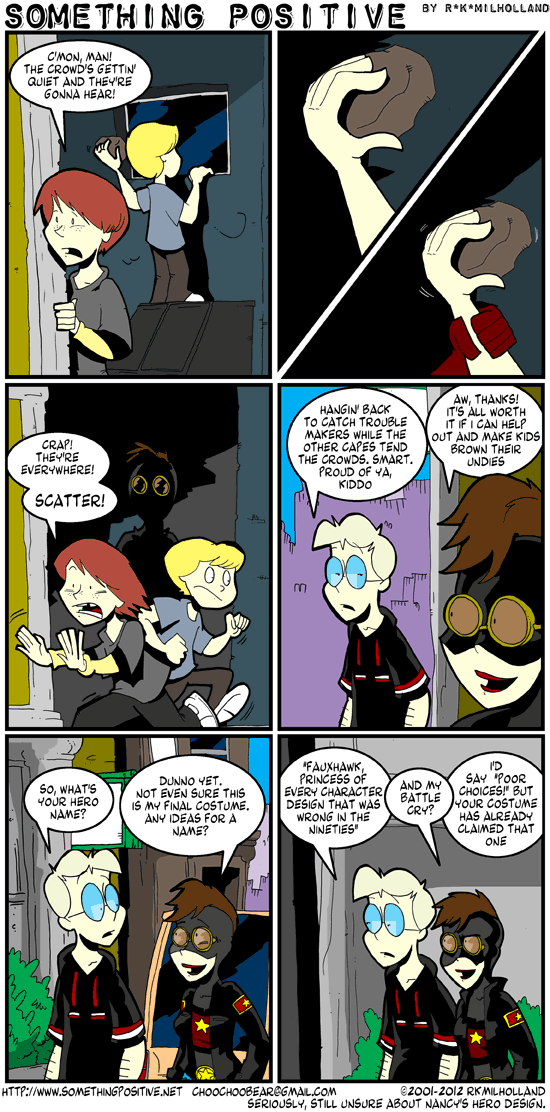 SOMETHING POSITIVE BY R*K*MILHOLLAND
C'MON, MAN!
THE CROWD'S GETTIN'
QUIET AND THEY'RE
GONNA HEAR!
CRAP!
THEY'RE
EVERYWHERE!
SCATTER!
HANGIN' BACK
TO CATCH TROUBLE
MAKERS WHILE THE
OTHER CAPES TEND
THE CROWDS. SMART.
PROUD OF YA,
KIDDO
AW, THANKS!
IT'S ALL WORTH
IT IF I CAN HELP
OUT AND MAKE KIDS
BROWN THEIR
UNDIES
SO, WHAT'S
YOUR HERO
NAME?
DUNNO YET.
NOT EVEN SURE THIS
IS MY FINAL COSTUME.
ANY IDEAS FOR A
NAME?
"FAUXHAWK,
PRINCESS OF
EVERY CHARACTER
DESIGN THAT WAS
WRONG IN THE
NINETIES"
AND MY
BATTLE
CRY?
I'D
SAY "POOR
CHOICES!" BUT
YOUR COSTUME
HAS ALREADY
CLAIMED THAT
ONE
HTTP://WWW.SOMETHINGPOSITIVE.NET CHOOCHOOBEAR@GMAIL.COM ©2001-2012 RKMILHOLLAND
SERIOUSLY, STILL UNSURE ABOUT NANCY'S HERO DESIGN.